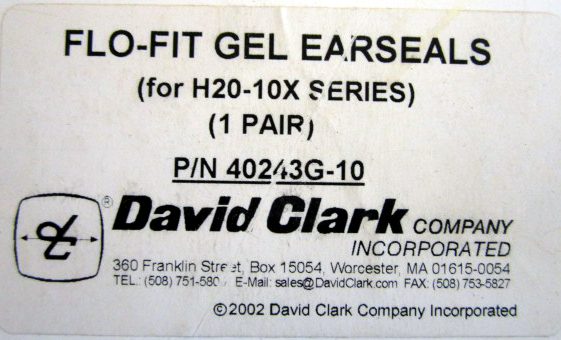 FLO-FIT GEL EARSEALS
(for H20-10X SERIES)
(1 PAIR)
P/N 40243G-10
dc ® David Clark COMPANY
INCORPORATED
360 Franklin Street, Box 15054, Worcester, MA 01615-0054
TEL.: (508) E-Mail: sales@DavidClark.com FAX: (508) 753-5827
©2002 David Clark Company Incorporated